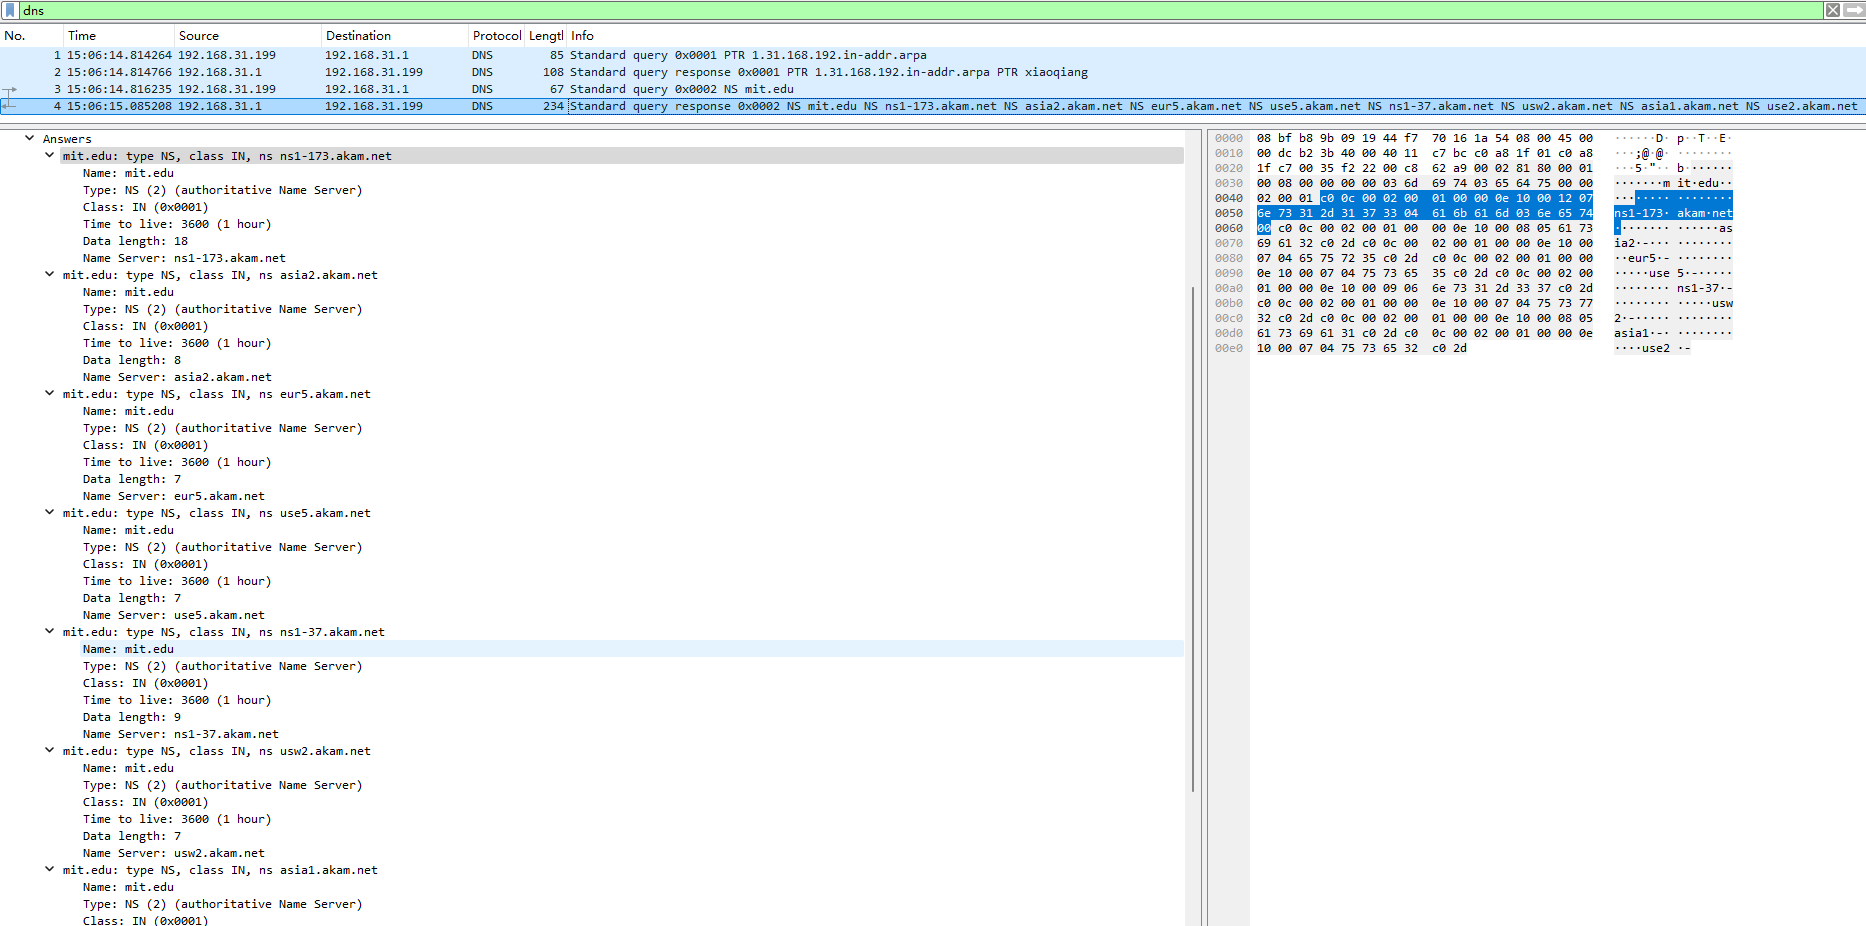 dns
No. Time Source Destination Protocol Lengtl Info
1 15:06:14.814264 192.168.31.199 192.168.31.1 DNS 85 Standard query 0x0001 PTR 1.31.168.192.in-addr.arpa
2 15:06:14.814766 192.168.31.1 192.168.31.199 DNS 108 Standard query response 0x0001 PTR 1.31.168.192.in-addr.arpa PTR xiaoqiang
3 15:06:14.816235 192.168.31.199 192.168.31.1 DNS 67 Standard query 0x0002 NS mit.edu
4 15:06:15.085208 192.168.31.1 192.168.31.199 DNS 234 Standard query response 0x0002 NS mit.edu NS ns1-173.akam.net NS asia2.akam.net NS eur5.akam.net NS use5.akam.net NS ns1-37.akam.net NS usw2.akam.net NS asia1.akam.net NS use2.akam.net
Answers
mit.edu: type NS, class IN, ns ns1-173.akam.net
Name: mit.edu
Type: NS (2) (authoritative Name Server)
Class: IN (0x0001)
Time to live: 3600 (1 hour)
Data length: 18
Name Server: ns1-173.akam.net
mit.edu: type NS, class IN, ns asia2.akam.net
Name: mit.edu
Type: NS (2) (authoritative Name Server)
Class: IN (0x0001)
Time to live: 3600 (1 hour)
Data length: 8
Name Server: asia2.akam.net
mit.edu: type NS, class IN, ns eur5.akam.net
Name: mit.edu
Type: NS (2) (authoritative Name Server)
Class: IN (0x0001)
Time to live: 3600 (1 hour)
Data length: 7
Name Server: eur5.akam.net
mit.edu: type NS, class IN, ns use5.akam.net
Name: mit.edu
Type: NS (2) (authoritative Name Server)
Class: IN (0x0001)
Time to live: 3600 (1 hour)
Data length: 7
Name Server: use5.akam.net
mit.edu: type NS, class IN, ns ns1-37.akam.net
Name: mit.edu
Type: NS (2) (authoritative Name Server)
Class: IN (0x0001)
Time to live: 3600 (1 hour)
Data length: 9
Name Server: ns1-37.akam.net
mit.edu: type NS, class IN, ns usw2.akam.net
Name: mit.edu
Type: NS (2) (authoritative Name Server)
Class: IN (0x0001)
Time to live: 3600 (1 hour)
Data length: 7
Name Server: usw2.akam.net
mit.edu: type NS, class IN, ns asia1.akam.net
Name: mit.edu
Type: NS (2) (authoritative Name Server)
Class: IN (0x0001)
0000 08 bf b8 9b 09 19 44 f7 70 16 1a 54 08 00 45 00 ······D· p··T··E·
0010 00 dc b2 3b 40 00 40 11 c7 bc c0 a8 1f 01 c0 a8 ···;@·@· ········
0020 1f c7 00 35 f2 22 00 c8 62 a9 00 02 81 80 00 01 ···5·"·· b·······
0030 00 08 00 00 00 00 03 6d 69 74 03 65 64 75 00 00 ·······m it·edu··
0040 02 00 01 c0 0c 00 02 00 01 00 00 0e 10 00 12 07 ········ ········
0050 6e 73 31 2d 31 37 33 04 61 6b 61 6d 03 6e 65 74 ns1-173· akam·net
0060 00 c0 0c 00 02 00 01 00 00 0e 10 00 08 05 61 73 ········ ······as
0070 69 61 32 c0 2d c0 0c 00 02 00 01 00 00 0e 10 00 ia2·-··· ········
0080 07 04 65 75 72 35 c0 2d c0 0c 00 02 00 01 00 00 ··eur5·- ········
0090 0e 10 00 07 04 75 73 65 35 c0 2d c0 0c 00 02 00 ·····use 5·-·····
00a0 01 00 00 0e 10 00 09 06 6e 73 31 2d 33 37 c0 2d ········ ns1-37·-
00b0 c0 0c 00 02 00 01 00 00 0e 10 00 07 04 75 73 77 ········ ·····usw
00c0 32 c0 2d c0 0c 00 02 00 01 00 00 0e 10 00 08 05 2·-····· ········
00d0 61 73 69 61 31 c0 2d c0 0c 00 02 00 01 00 00 0e asia1·-· ········
00e0 10 00 07 04 75 73 65 32 c0 2d ····use2 ·-